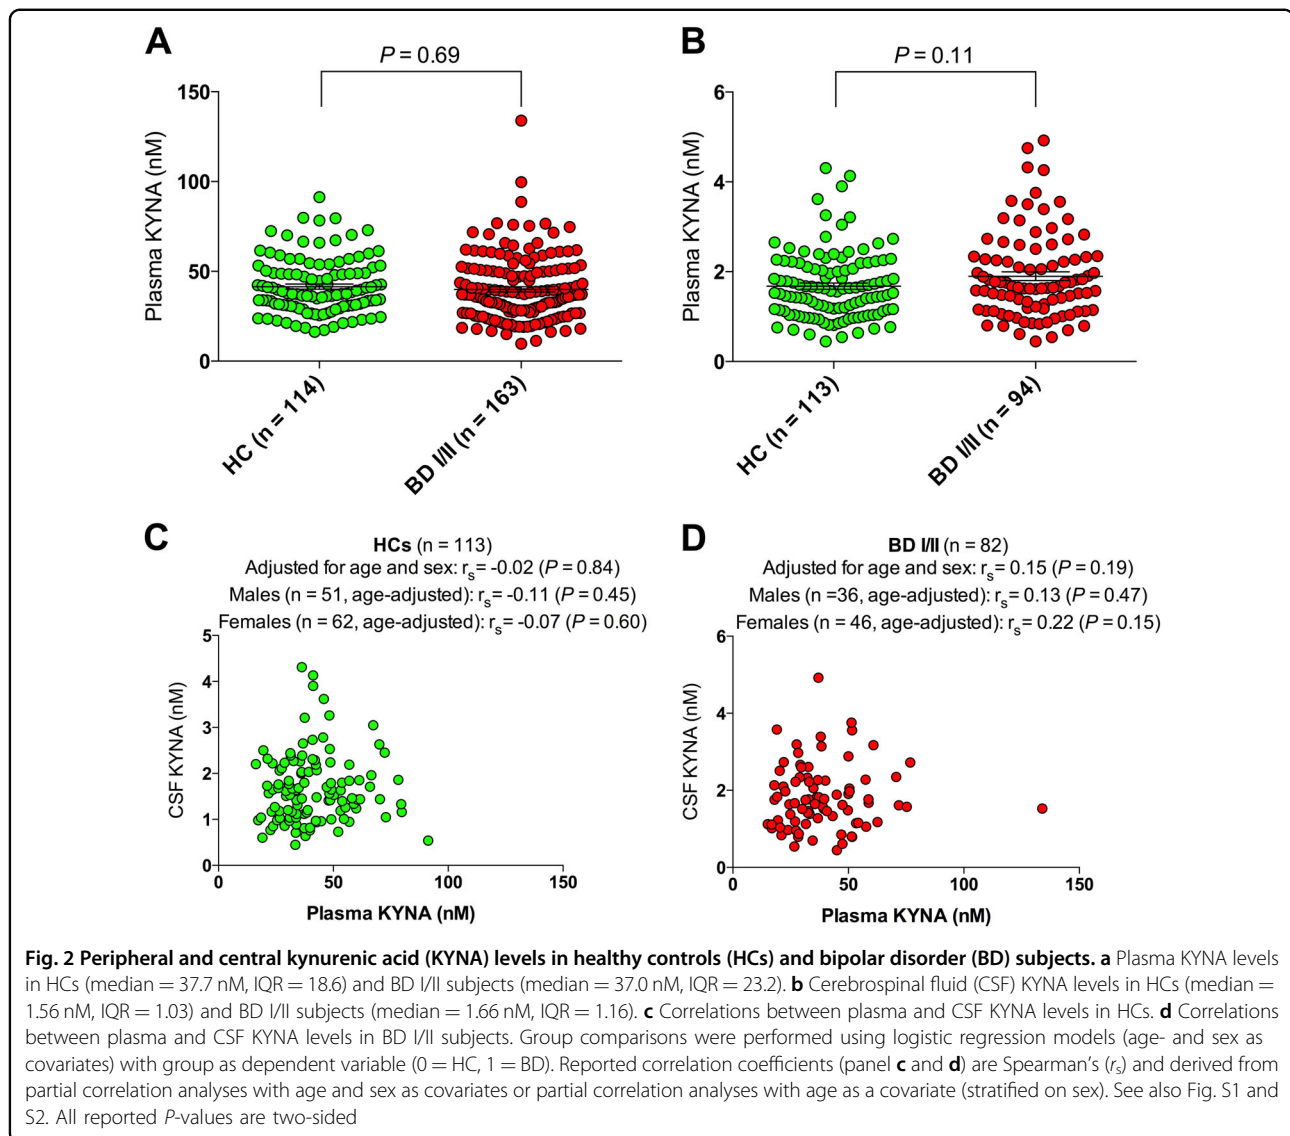 A
P = 0.69
Plasma KYNA (nM)
150
100
50
0
HC (n = 114)
BD I/II (n = 163)
B
P = 0.11
Plasma KYNA (nM)
6
4
2
0
HC (n = 113)
BD I/II (n = 94)
C
HCs (n = 113)
Adjusted for age and sex: rs= -0.02 (P = 0.84)
Males (n = 51, age-adjusted): rs= -0.11 (P = 0.45)
Females (n = 62, age-adjusted): rs= -0.07 (P = 0.60)
CSF KYNA (nM)
5
4
3
2
1
0
0 50 100 150
Plasma KYNA (nM)
D
BD I/II (n = 82)
Adjusted for age and sex: rs= 0.15 (P = 0.19)
Males (n =36, age-adjusted): rs= 0.13 (P = 0.47)
Females (n = 46, age-adjusted): rs= 0.22 (P = 0.15)
CSF KYNA (nM)
6
4
2
0
0 50 100 150
Plasma KYNA (nM)
Fig. 2 Peripheral and central kynurenic acid (KYNA) levels in healthy controls (HCs) and bipolar disorder (BD) subjects. a Plasma KYNA levels
in HCs (median = 37.7 nM, IQR = 18.6) and BD I/II subjects (median = 37.0 nM, IQR = 23.2). b Cerebrospinal fluid (CSF) KYNA levels in HCs (median =
1.56 nM, IQR = 1.03) and BD I/II subjects (median = 1.66 nM, IQR = 1.16). c Correlations between plasma and CSF KYNA levels in HCs. d Correlations
between plasma and CSF KYNA levels in BD I/II subjects. Group comparisons were performed using logistic regression models (age- and sex as
covariates) with group as dependent variable (0 = HC, 1 = BD). Reported correlation coefficients (panel c and d) are Spearman's (rs) and derived from
partial correlation analyses with age and sex as covariates or partial correlation analyses with age as a covariate (stratified on sex). See also Fig. S1 and
S2. All reported P-values are two-sided